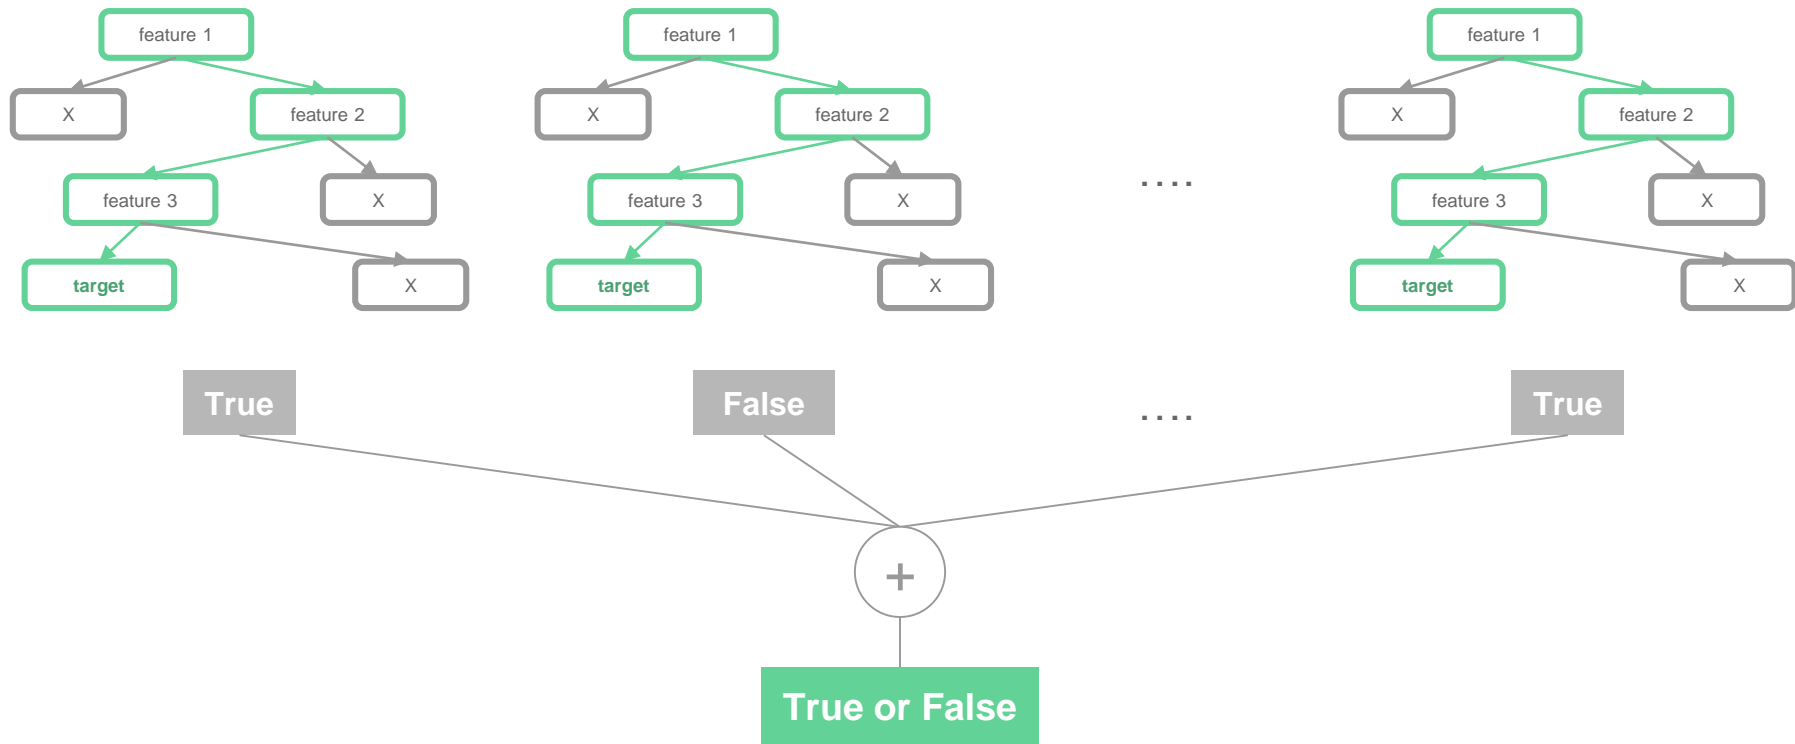 feature 1
feature 1
feature 1
X
feature 2
X
feature 2
X
feature 2
feature 3
X
feature 3
X
....
feature 3
X
target
X
target
X
target
X
True
False
....
True
+
True or False